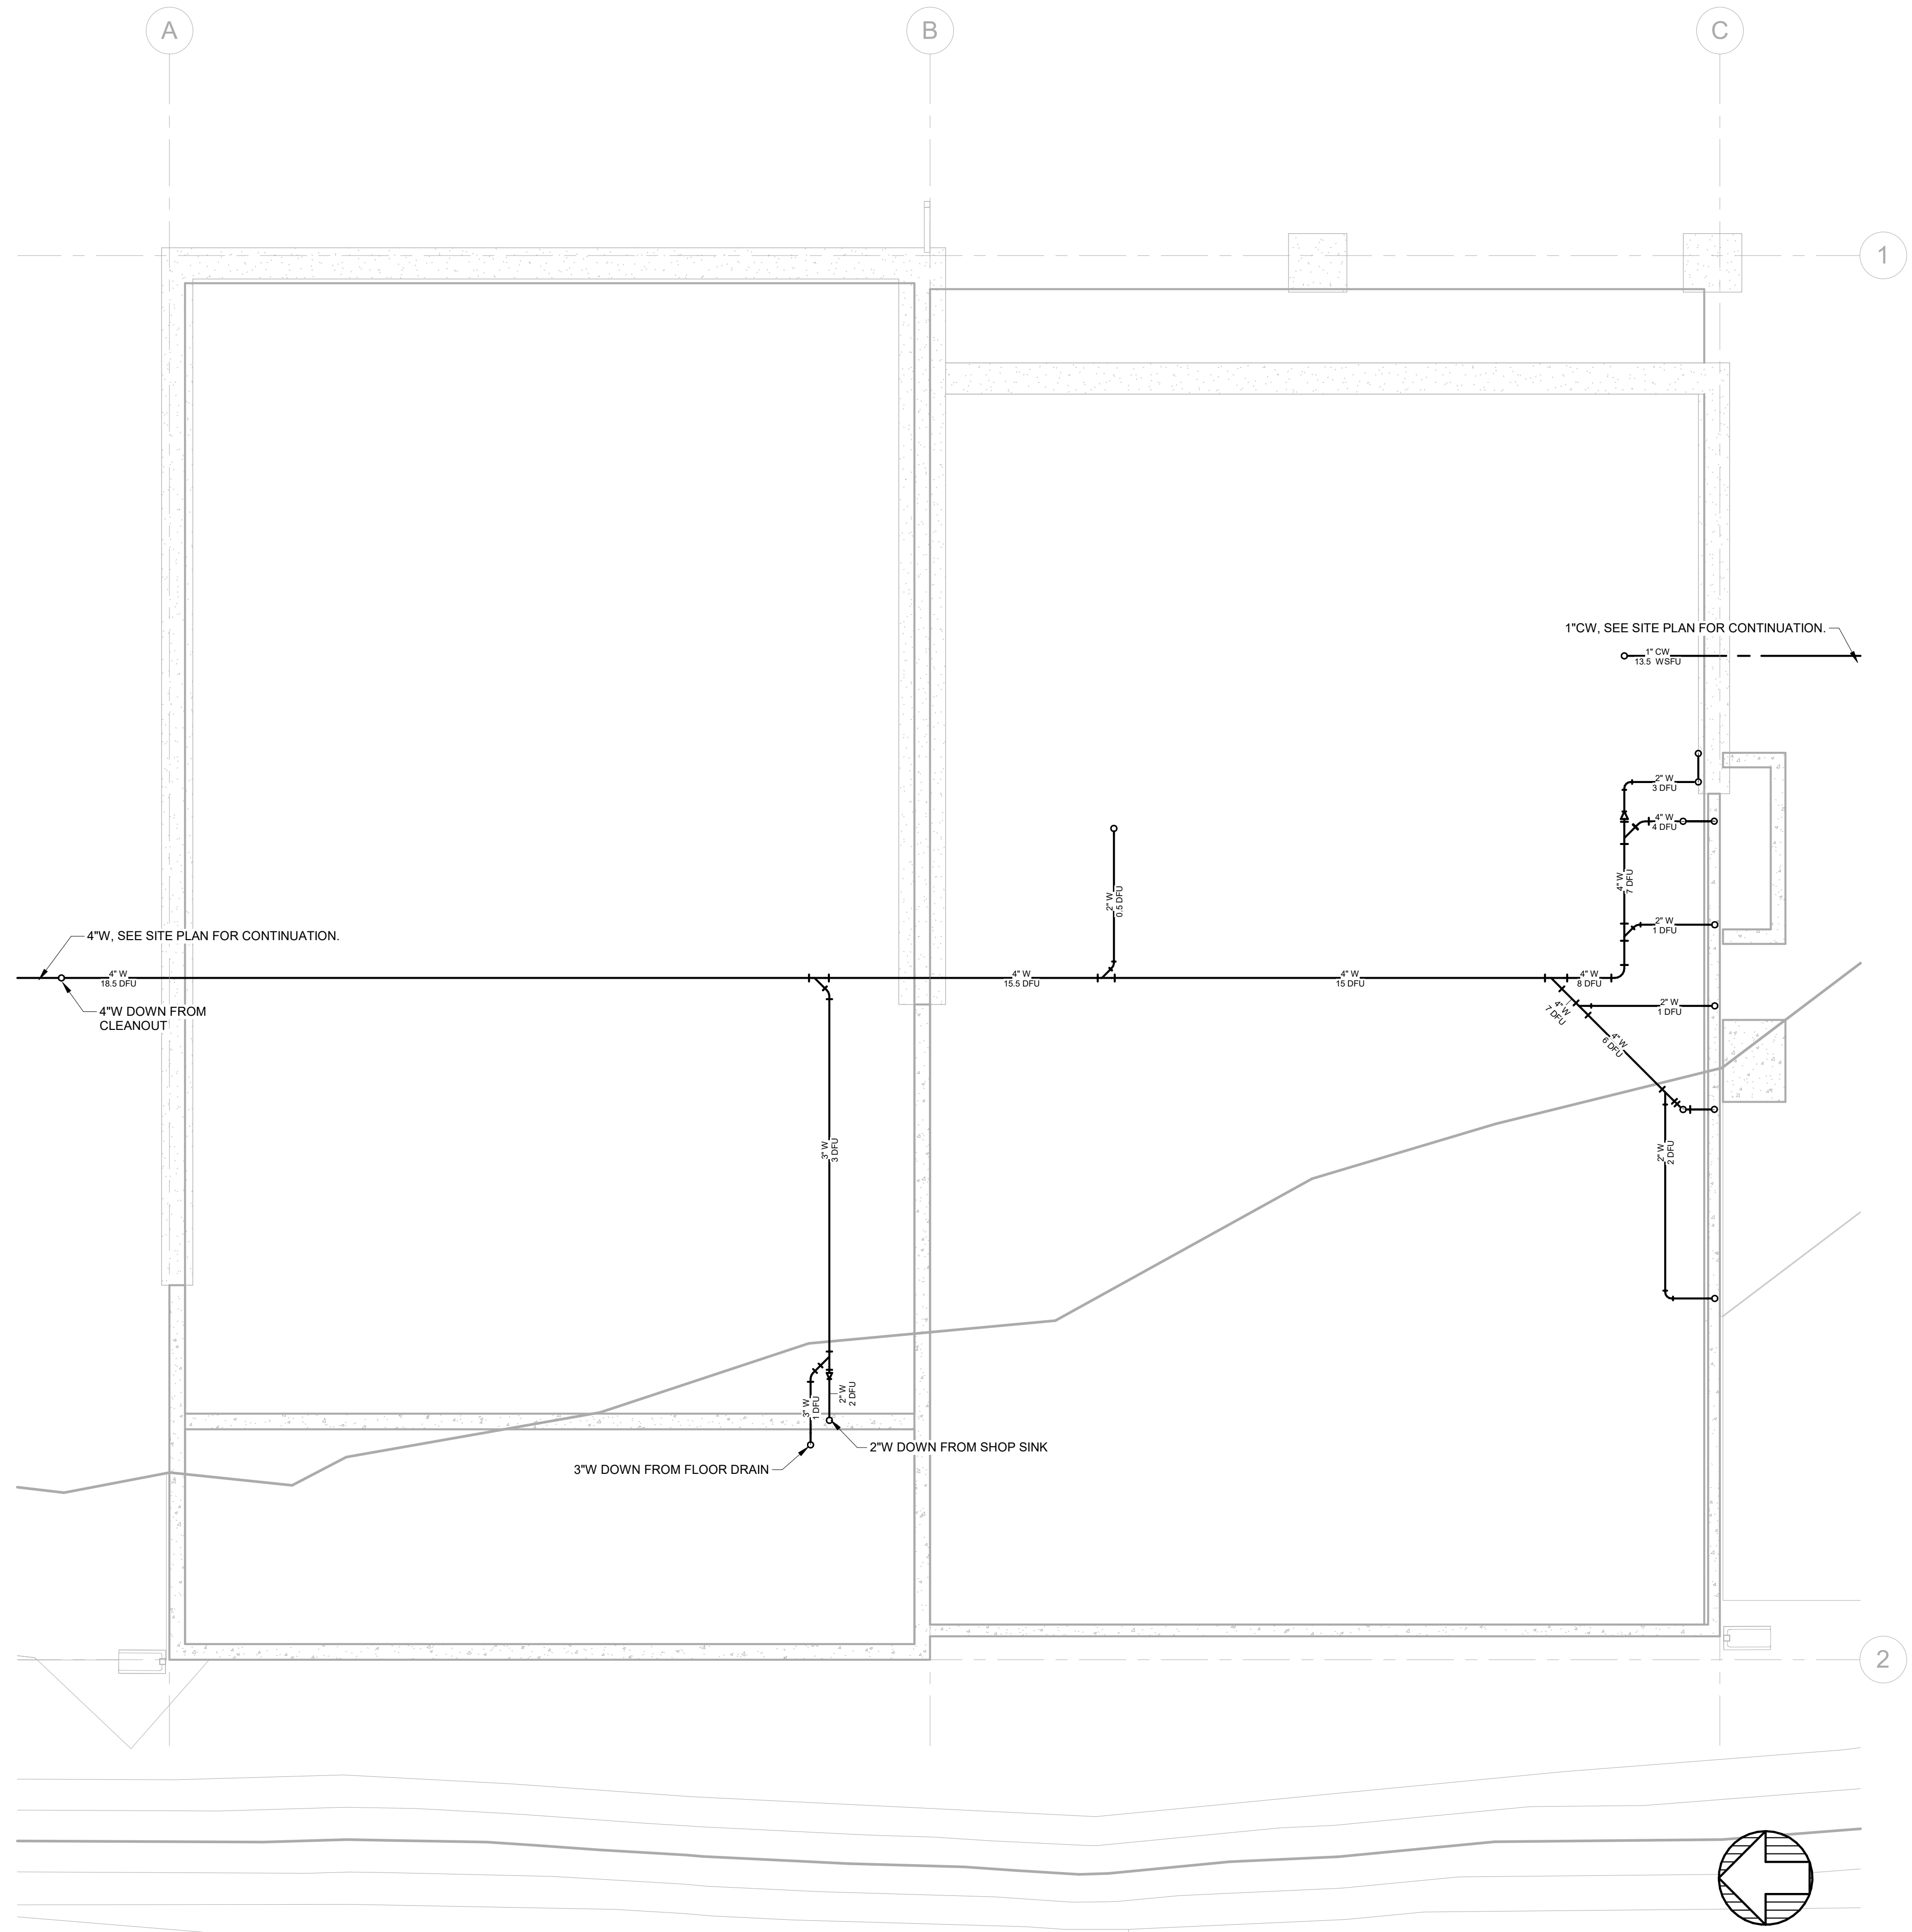 A
B
C
1
1"CW, SEE SITE PLAN FOR CONTINUATION.
1" CW
13.5 WSFU
2" W
3 DFU
4" W
4 DFU
4" W
7 DFU
2" W
0.5 DFU
2" W
1 DFU
4"W, SEE SITE PLAN FOR CONTINUATION.
4" W
18.5 DFU
4" W
15.5 DFU
4" W
15 DFU
4" W
8 DFU
4"W DOWN FROM
CLEANOUT
4" W
7 DFU
2" W
1 DFU
4" W
6 DFU
3" W
3 DFU
2" W
2 DFU
3" W
1 DFU
2" W
2 DFU
2"W DOWN FROM SHOP SINK
3"W DOWN FROM FLOOR DRAIN
2